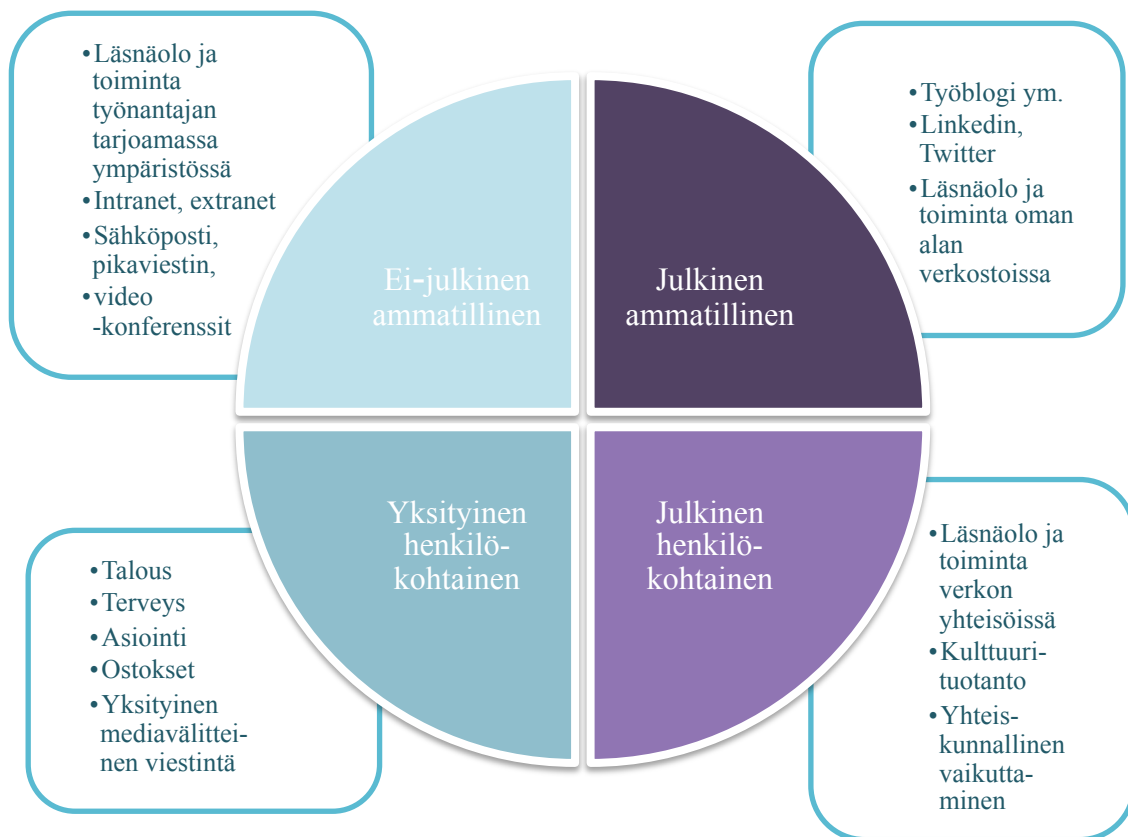 •Läsnäolo ja
toiminta
työnantajan
tarjoamassa
ympäristössä
•Intranet, extranet
•Sähköposti,
pikaviestin,
•video
-konferenssit
•Työblogi ym.
•Linkedin,
Twitter
•Läsnäolo ja
toiminta oman
alan
verkostoissa
Ei-julkinen
ammatillinen
Julkinen
ammatillinen
Yksityinen
henkilö-
kohtainen
Julkinen
henkilö-
kohtainen
•Talous
•Terveys
•Asiointi
•Ostokset
•Yksityinen
mediavälittei-
nen viestintä
•Läsnäolo ja
toiminta
verkon
yhteisöissä
•Kulttuuri-
tuotanto
•Yhteis-
kunnallinen
vaikutta-
minen